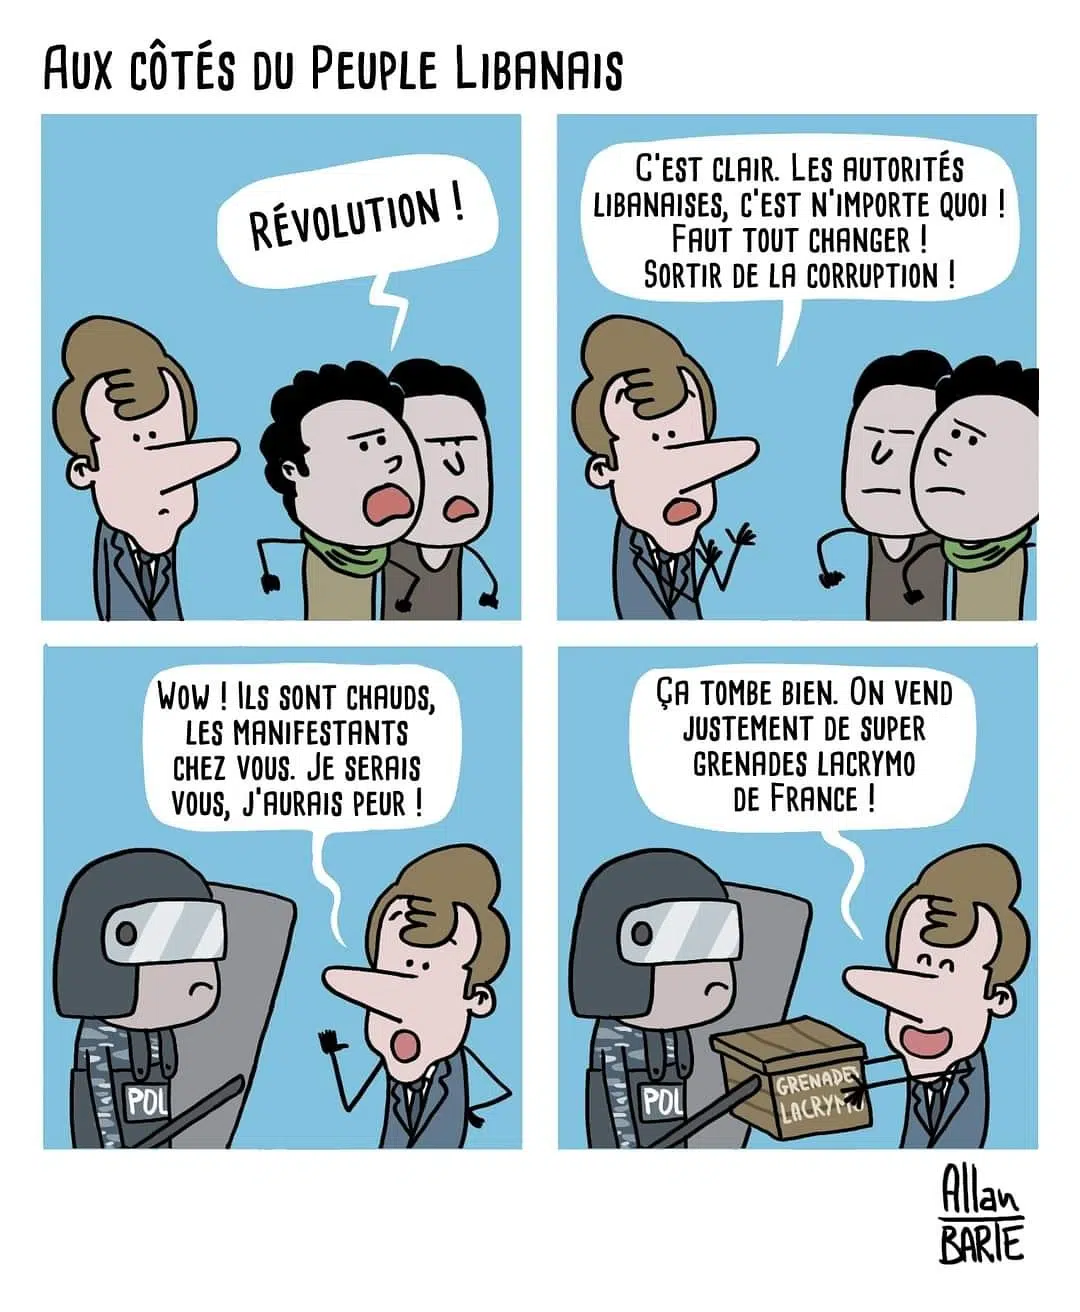 Aux côtés du Peuple Libanais
Révolution !
C'est clair. Les autorités
libanaises, c'est n'importe quoi !
Faut tout changer !
Sortir de la corruption !
Wow ! Ils sont chauds,
les manifestants
chez vous. Je serais
vous, j'aurais peur !
Ça tombe bien. On vend
justement de super
grenades lacrymo
de France !
POL
POL
GRENADES
LACRYMO
Allan
BARTE